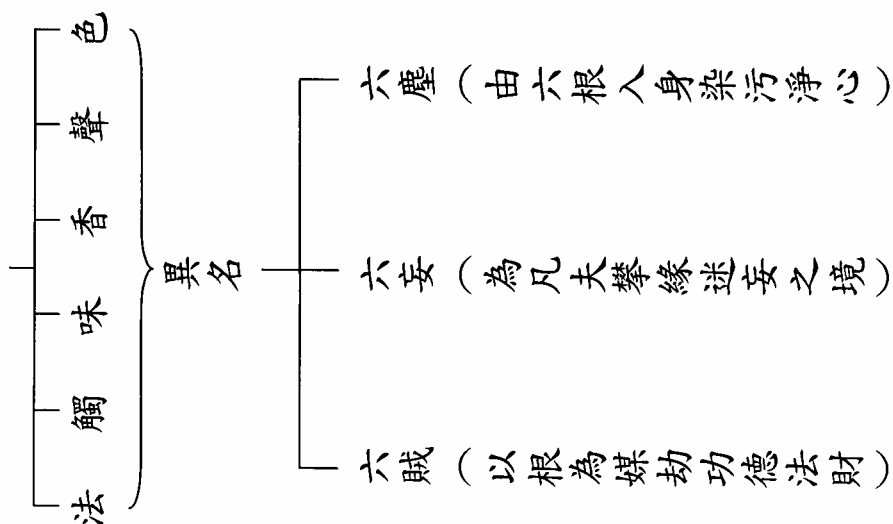 色
聲
香
味
觸
法
異名
六塵(由六根入身染污淨心)
六妄(為凡夫攀緣迷妄之境)
六賊(以根為媒劫功德法財)